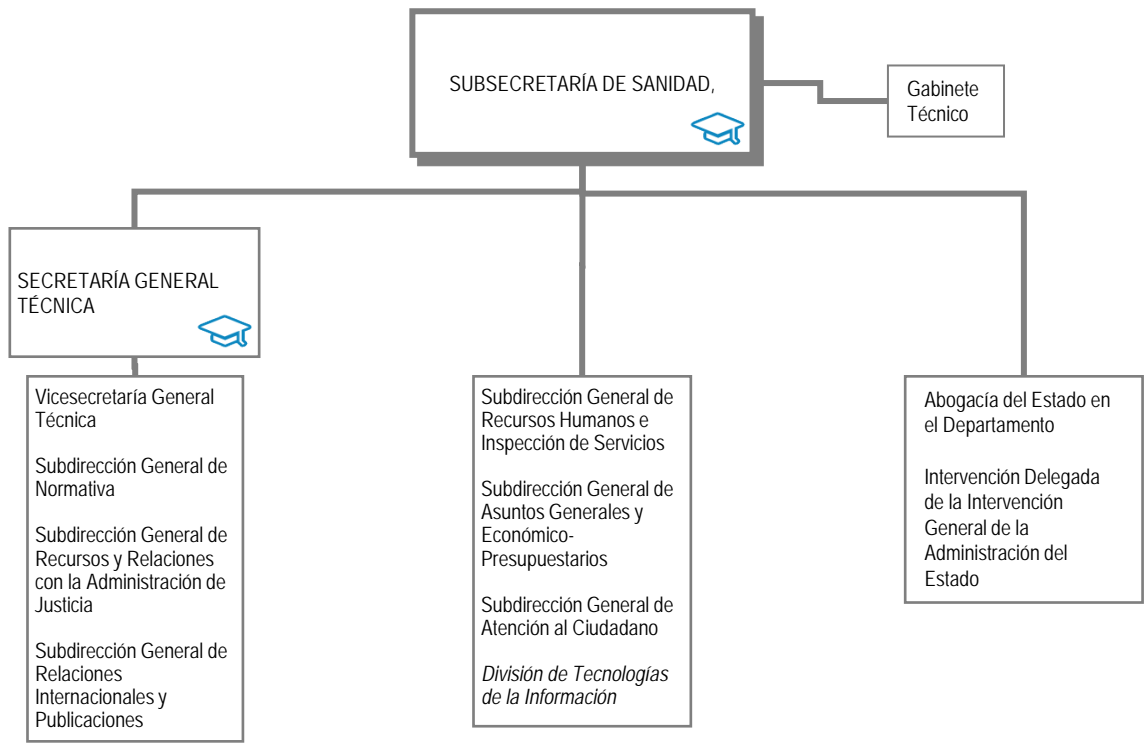 SUBSECRETARÍA DE SANIDAD,
Gabinete
Técnico
SECRETARÍA GENERAL
TÉCNICA
Vicesecretaría General
Técnica
Subdirección General de
Normativa
Subdirección General de
Recursos y Relaciones
con la Administración de
Justicia
Subdirección General de
Relaciones
Internacionales y
Publicaciones
Subdirección General de
Recursos Humanos e
Inspección de Servicios
Subdirección General de
Asuntos Generales y
Económico-
Presupuestarios
Subdirección General de
Atención al Ciudadano
División de Tecnologías
de la Información
Abogacía del Estado en
el Departamento
Intervención Delegada
de la Intervención
General de la
Administración del
Estado